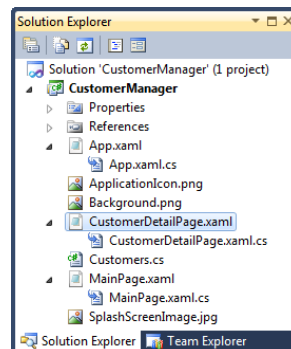 Solution Explorer
Solution 'CustomerManager' (1 project)
CustomerManager
Properties
References
App.xaml
App.xaml.cs
ApplicationIcon.png
Background.png
CustomerDetailPage.xaml
CustomerDetailPage.xaml.cs
Customers.cs
MainPage.xaml
MainPage.xaml.cs
SplashScreenImage.jpg
Solution Explorer Team Explorer